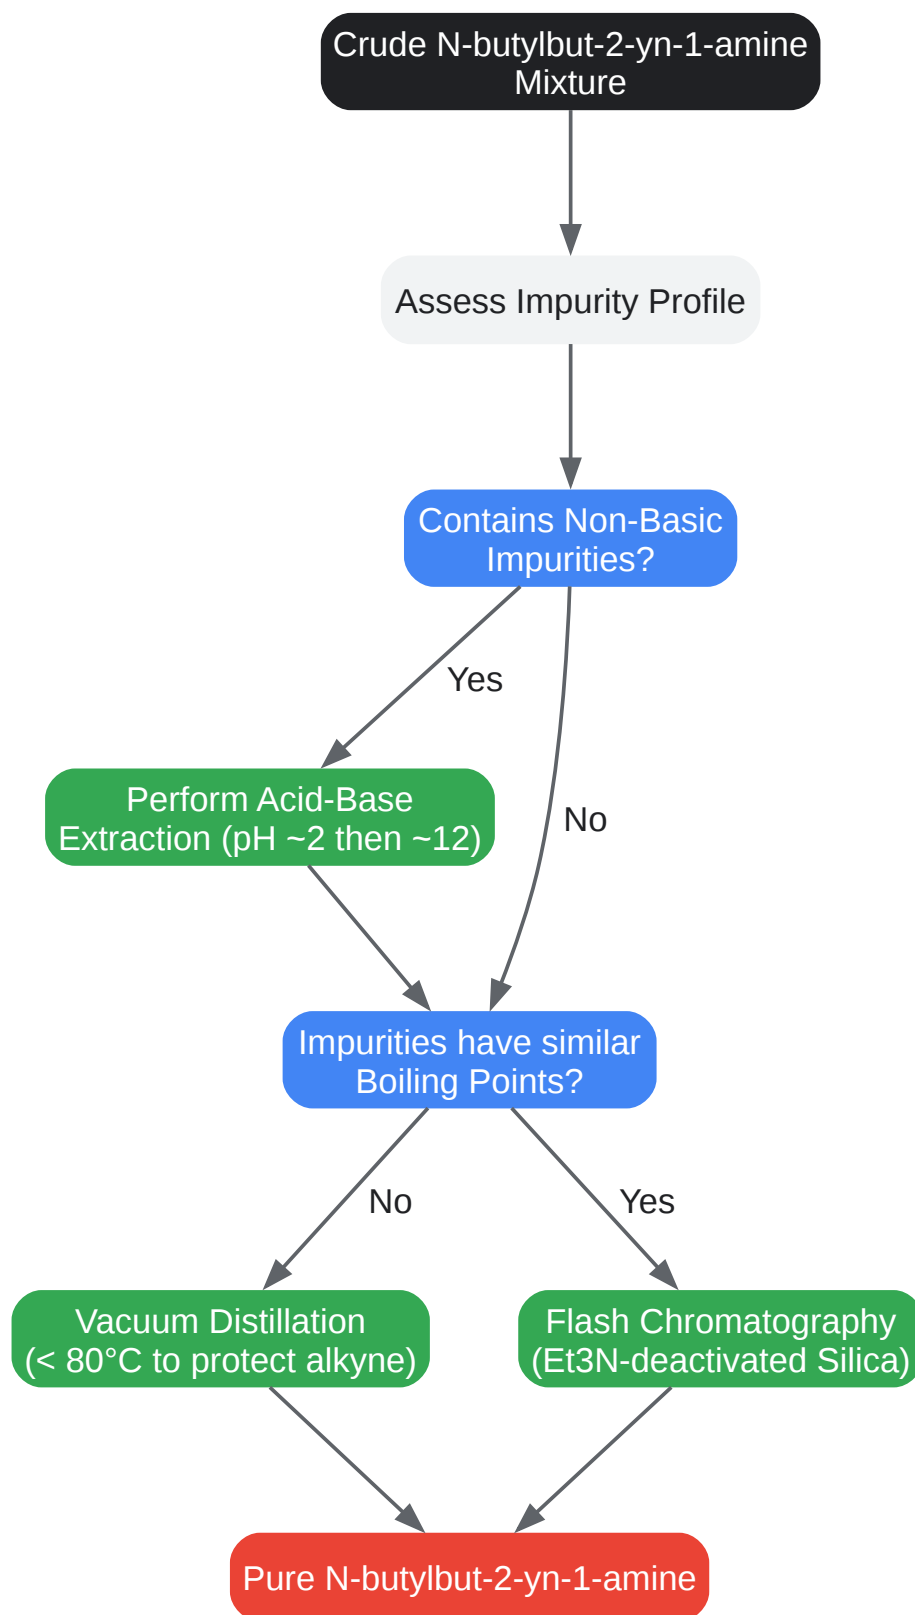 Crude N-butylbut-2-yn-1-amine
Mixture
Assess Impurity Profile
Contains Non-Basic
Impurities?
Yes
Perform Acid-Base
Extraction (pH ~2 then ~12)
No
Impurities have similar
Boiling Points?
No
Yes
Vacuum Distillation
(< 80°C to protect alkyne)
Flash Chromatography
(Et3N-deactivated Silica)
Pure N-butylbut-2-yn-1-amine